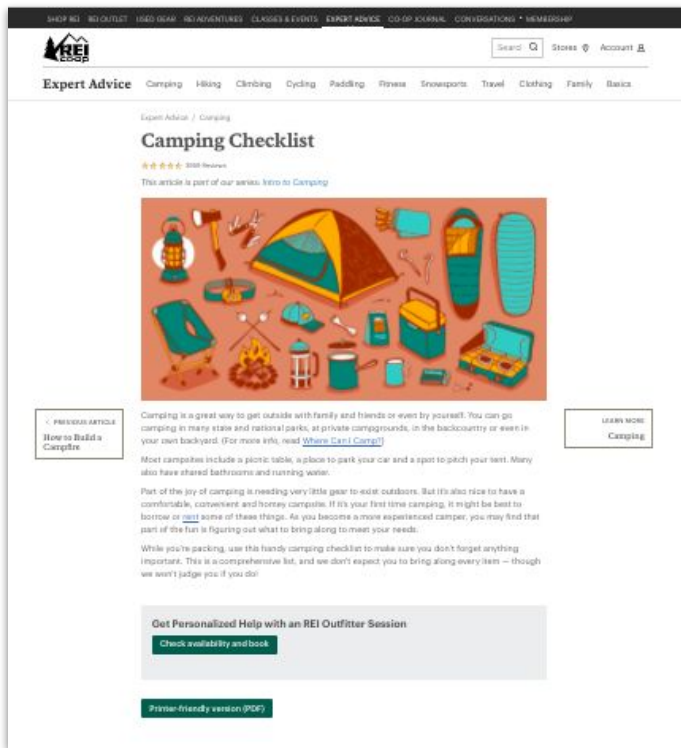 SHOP REI REI OUTLET USED GEAR REI ADVENTURES CLASSES & EVENTS EXPERT ADVICE CO-OP JOURNAL CONVERSATIONS MEMBERSHIP
REI
co-op
Search Stores Account
Expert Advice Camping Hiking Climbing Cycling Paddling Fitness Snowsports Travel Clothing Family Basics
Expert Advice / Camping
Camping Checklist
Reviews
This article is part of our series: Intro to Camping
Camping is a great way to get outside with family and friends or even by yourself. You can go
camping in many state and national parks, at private campgrounds, in the backcountry or even in
your own backyard. (For more info, read Where Can I Camp?)
Most campsites include a picnic table, a place to park your car and a spot to pitch your tent. Many
also have shared bathrooms and running water.
Part of the joy of camping is needing very little gear to exist outdoors. But it's also nice to have a
comfortable, convenient and homey campsite. If it's your first time camping, it might be best to
borrow or rent some of these things. As you become a more experienced camper, you may find that
part of the fun is figuring out what to bring along to meet your needs.
While you're packing, use this handy camping checklist to make sure you don't forget anything
important. This is a comprehensive list, and we don't expect you to bring along every item — though
we won't judge you if you do!
< PREVIOUS ARTICLE
How to Build a
Campfire
LEARN MORE
Camping
Get Personalized Help with an REI Outfitter Session
Check availability and book
Printer-friendly version (PDF)